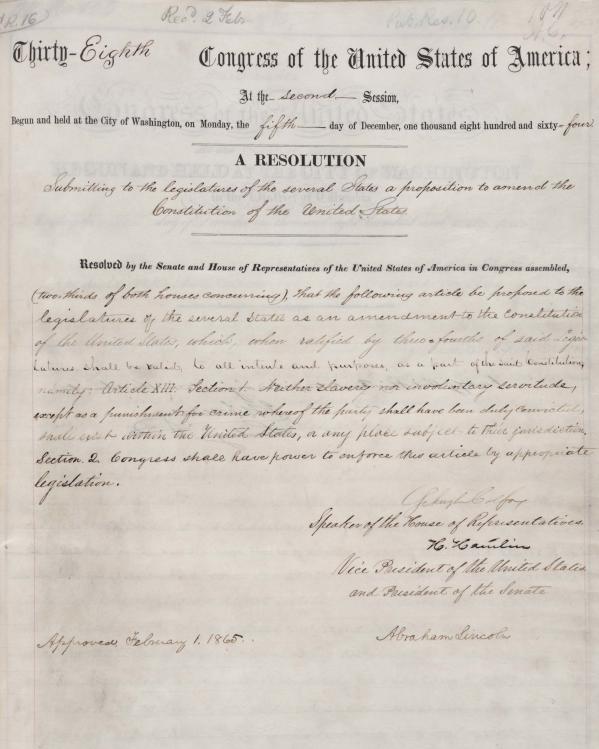 R. 16
Rec'd. 2 Feb.
Pub. Res. 10.
Thirty-Eighth Congress of the United States of America;
At the second Session,
Begun and held at the City of Washington, on Monday, the fifth day of December, one thousand eight hundred and sixty-four
A RESOLUTION
Submitting to the legislatures of the several States a proposition to amend the
Constitution of the United States.
Resolved by the Senate and House of Representatives of the United States of America in Congress assembled,
(two-thirds of both houses concurring), that the following article be proposed to the
legislatures of the several States as an amendment to the Constitution
of the United States, which, when ratified by three-fourths of said Legis-
latures, shall be valid, to all intents and purposes, as a part of the said Constitution,
namely: Article XIII. Section 1. Neither slavery nor involuntary servitude,
except as a punishment for crime whereof the party shall have been duly convicted,
shall exist within the United States, or any place subject to their jurisdiction.
Section 2. Congress shall have power to enforce this article by appropriate
legislation.
Schuyler Colfax
Speaker of the House of Representatives.
H. Hamlin
Vice President of the United States,
and President of the Senate
Approved, February 1. 1865. Abraham Lincoln